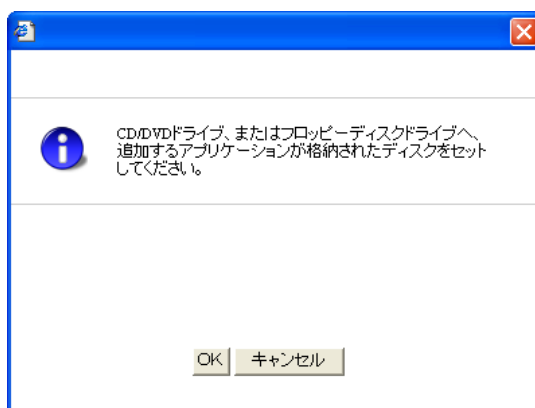 CD/DVDドライブ、またはフロッピーディスクドライブへ、
追加するアプリケーションが格納されたディスクをセット
してください。
OK キャンセル